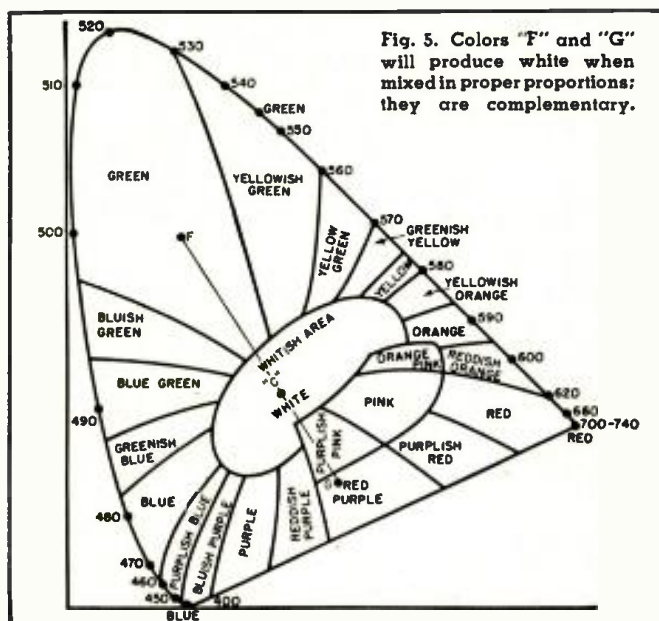 Fig. 5. Colors "F" and "G"
will produce white when
mixed in proper proportions;
they are complementary.
520
530
510
540
GREEN
550
560
GREEN
YELLOWISH
GREEN
500
F
570
YELLOW
GREEN
GREENISH
YELLOW
580
YELLOW
YELLOWISH
ORANGE
590
BLUISH
GREEN
WHITISH AREA
ORANGE
600
ORANGE
PINK
REDDISH
ORANGE
BLUE GREEN
"C"
WHITE
620
490
PINK
RED
660
700-740
RED
GREENISH
BLUE
PURPLISH
PINK
PURPLISH
RED
BLUE
G
RED
PURPLE
480
PURPLISH BLUE
BLUISH PURPLE
PURPLE
REDDISH
PURPLE
470
460
450
400
BLUE